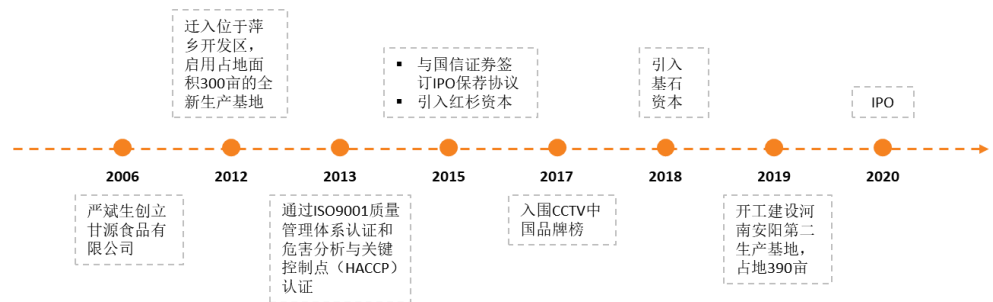 迁入位于萍
乡开发区，
启用占地面
积300亩的全
新生产基地
▪ 与国信证券签
订IPO保荐协议
▪ 引入红杉资本
引入
基石
资本
IPO
2006
2012
2013
2015
2017
2018
2019
2020
严斌生创立
甘源食品有
限公司
通过ISO9001质量
管理体系认证和
危害分析与关键
控制点（HACCP）
认证
入围CCTV中
国品牌榜
开工建设河
南安阳第二
生产基地，
占地390亩